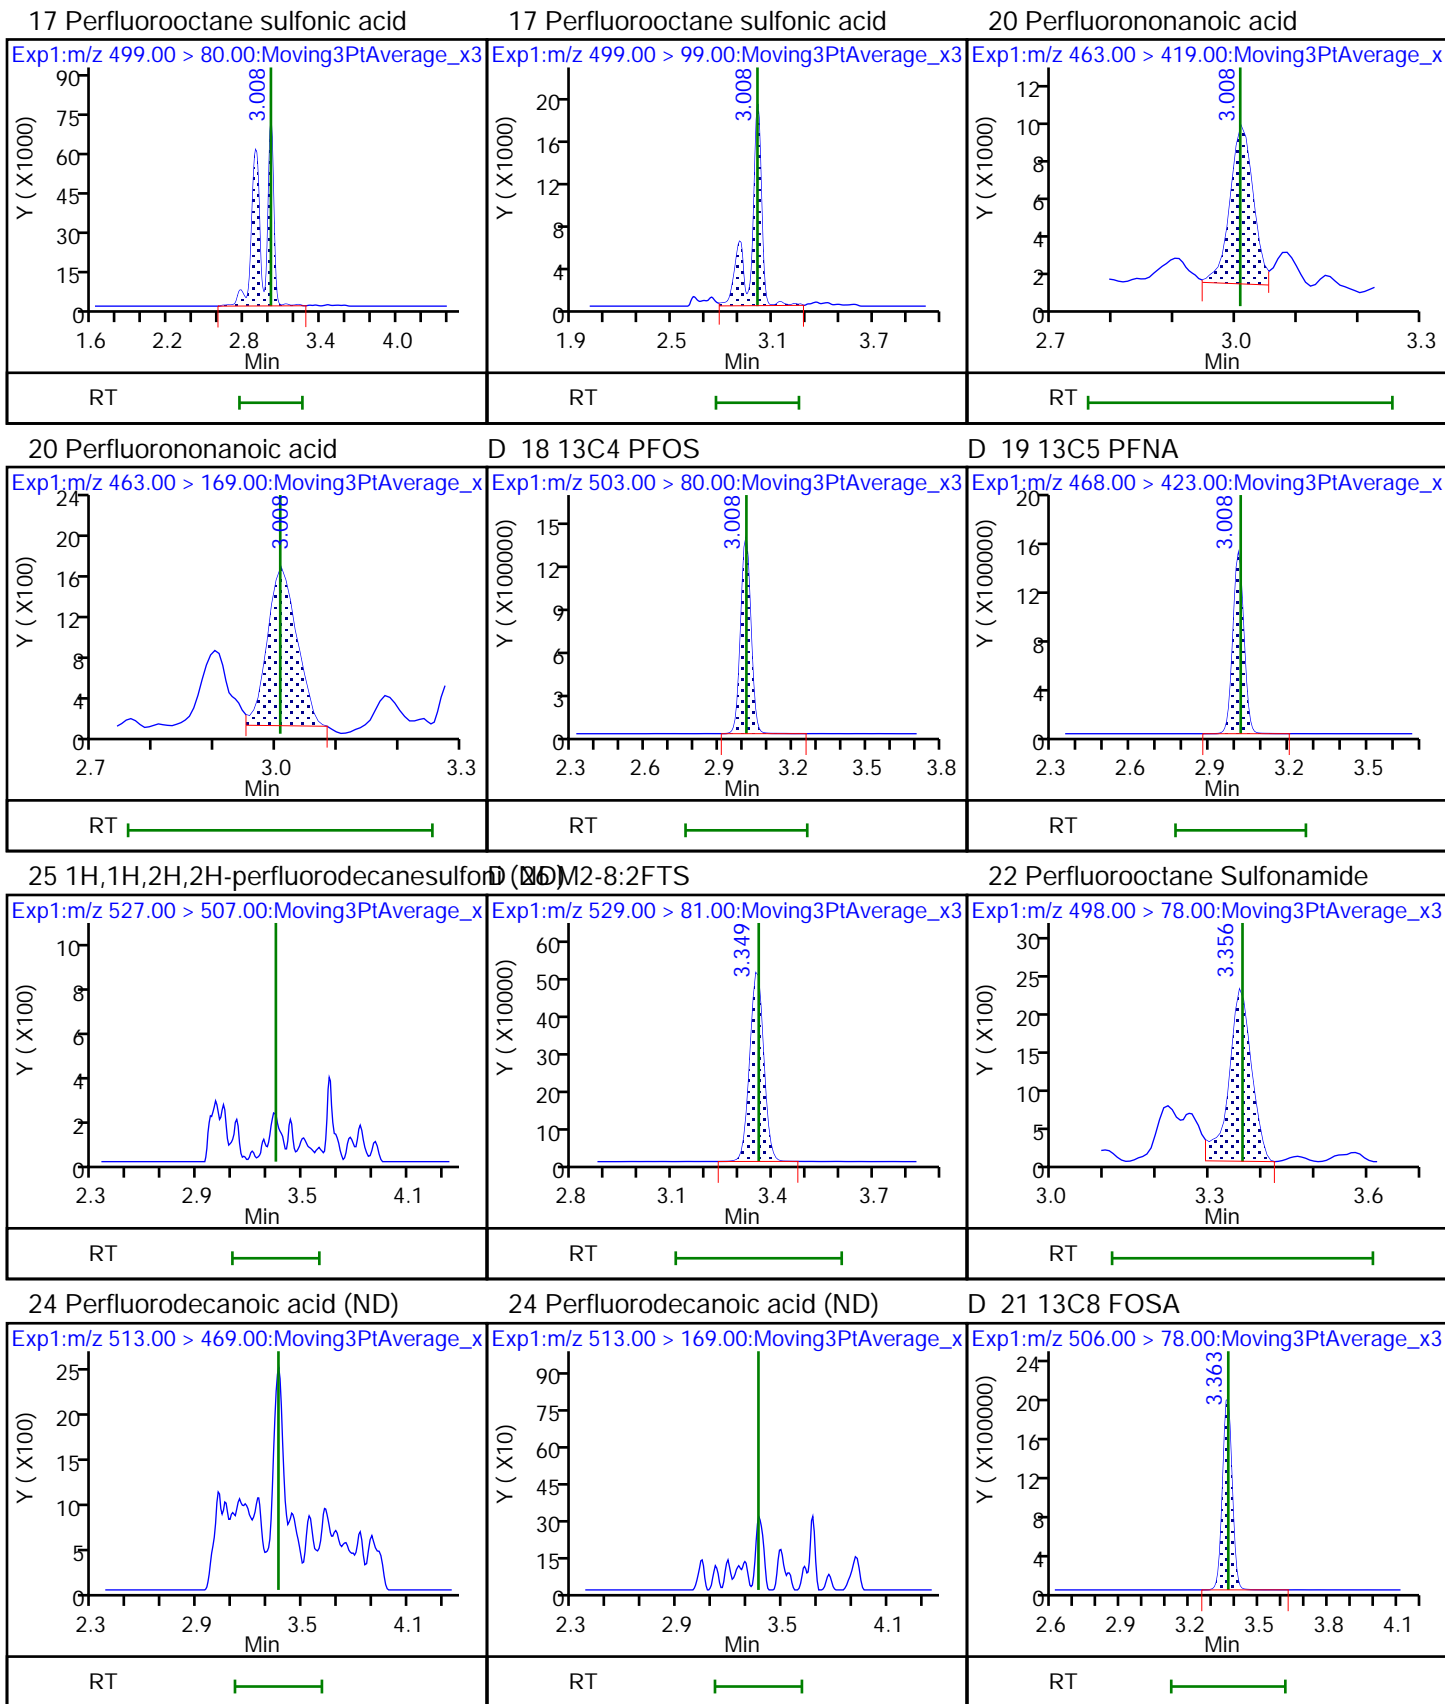 17 Perfluorooctane sulfonic acid
Exp1:m/z 499.00 > 80.00:Moving3PtAverage_x3
3.008
Y ( X1000)
90
75
60
45
30
15
0
1.6 2.2 2.8 3.4 4.0
Min
RT
17 Perfluorooctane sulfonic acid
Exp1:m/z 499.00 > 99.00:Moving3PtAverage_x3
3.008
Y ( X1000)
20
16
12
8
4
0
1.9 2.5 3.1 3.7
Min
RT
20 Perfluorononanoic acid
Exp1:m/z 463.00 > 419.00:Moving3PtAverage_x
3.008
Y ( X1000)
12
10
8
6
4
2
0
2.7 3.0 3.3
Min
RT
20 Perfluorononanoic acid
Exp1:m/z 463.00 > 169.00:Moving3PtAverage_x
3.008
Y ( X100)
24
20
16
12
8
4
0
2.7 3.0 3.3
Min
RT
D 18 13C4 PFOS
Exp1:m/z 503.00 > 80.00:Moving3PtAverage_x3
3.008
Y ( X100000)
15
12
9
6
3
0
2.3 2.6 2.9 3.2 3.5 3.8
Min
RT
D 19 13C5 PFNA
Exp1:m/z 468.00 > 423.00:Moving3PtAverage_x
3.008
Y ( X100000)
20
16
12
8
4
0
2.3 2.6 2.9 3.2 3.5
Min
RT
25 1H,1H,2H,2H-perfluorodecanesulfoni (ND)
Exp1:m/z 527.00 > 507.00:Moving3PtAverage_x
Y ( X100)
10
8
6
4
2
0
2.3 2.9 3.5 4.1
Min
RT
D 26 M2-8:2FTS
Exp1:m/z 529.00 > 81.00:Moving3PtAverage_x3
3.349
Y ( X10000)
60
50
40
30
20
10
0
2.8 3.1 3.4 3.7
Min
RT
22 Perfluorooctane Sulfonamide
Exp1:m/z 498.00 > 78.00:Moving3PtAverage_x3
3.356
Y ( X100)
30
25
20
15
10
5
0
3.0 3.3 3.6
Min
RT
24 Perfluorodecanoic acid (ND)
Exp1:m/z 513.00 > 469.00:Moving3PtAverage_x
Y ( X100)
25
20
15
10
5
0
2.3 2.9 3.5 4.1
Min
RT
24 Perfluorodecanoic acid (ND)
Exp1:m/z 513.00 > 169.00:Moving3PtAverage_x
Y ( X10)
90
75
60
45
30
15
0
2.3 2.9 3.5 4.1
Min
RT
D 21 13C8 FOSA
Exp1:m/z 506.00 > 78.00:Moving3PtAverage_x3
3.363
Y ( X100000)
24
20
16
12
8
4
0
2.6 2.9 3.2 3.5 3.8 4.1
Min
RT